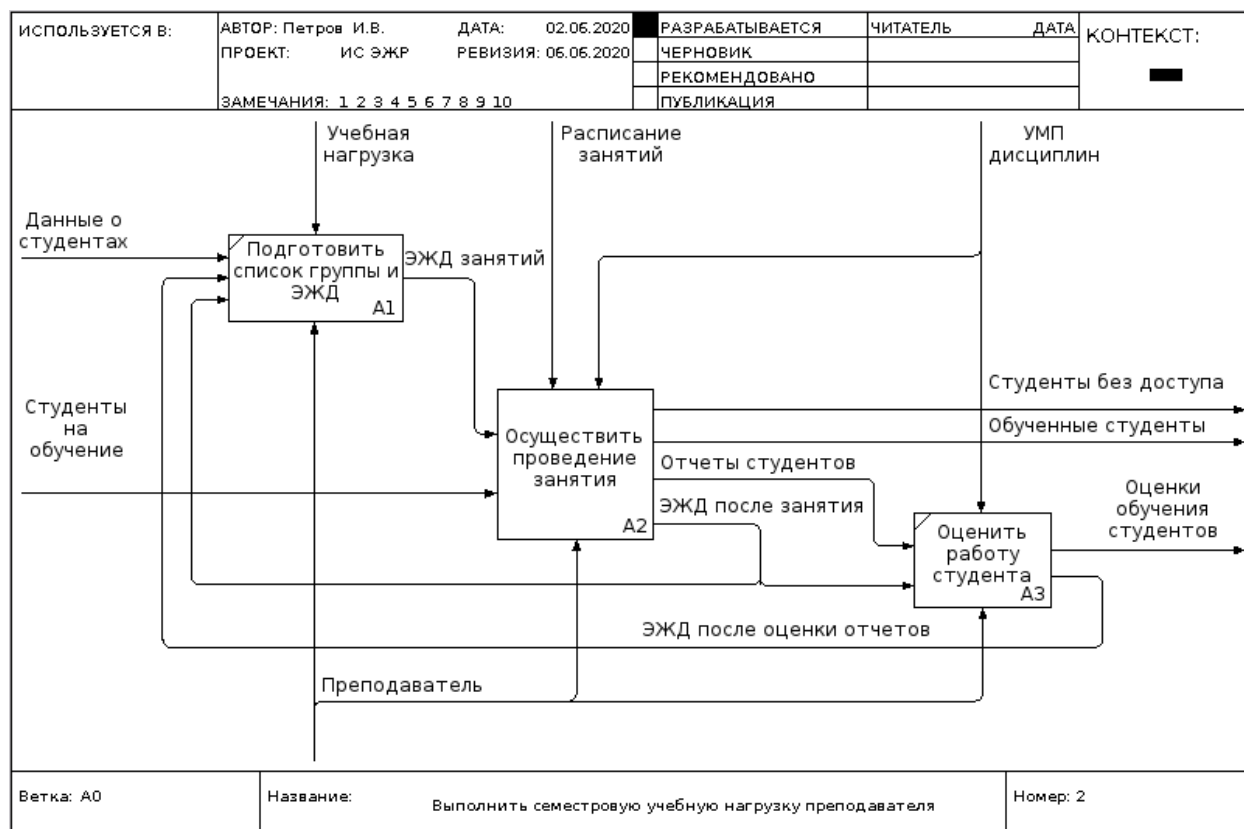 ИСПОЛЬЗУЕТСЯ В:
АВТОР: Петров И.В. ДАТА: 02.06.2020
ПРОЕКТ: ИС ЭЖР РЕВИЗИЯ: 06.06.2020
ЗАМЕЧАНИЯ: 1 2 3 4 5 6 7 8 9 10
РАЗРАБАТЫВАЕТСЯ
ЧЕРНОВИК
РЕКОМЕНДОВАНО
ПУБЛИКАЦИЯ
ЧИТАТЕЛЬ ДАТА
КОНТЕКСТ:
Учебная
нагрузка
Расписание
занятий
УМП
дисциплин
Данные о
студентах
Подготовить
список группы и
ЭЖД
A1
ЭЖД занятий
Студенты
на
обучение
Осуществить
проведение
занятия
A2
Студенты без доступа
Обученные студенты
Отчеты студентов
ЭЖД после занятия
Оценки
обучения
студентов
Оценить
работу
студента
A3
ЭЖД после оценки отчетов
Преподаватель
Ветка: A0
Название:
Выполнить семестровую учебную нагрузку преподавателя
Номер: 2